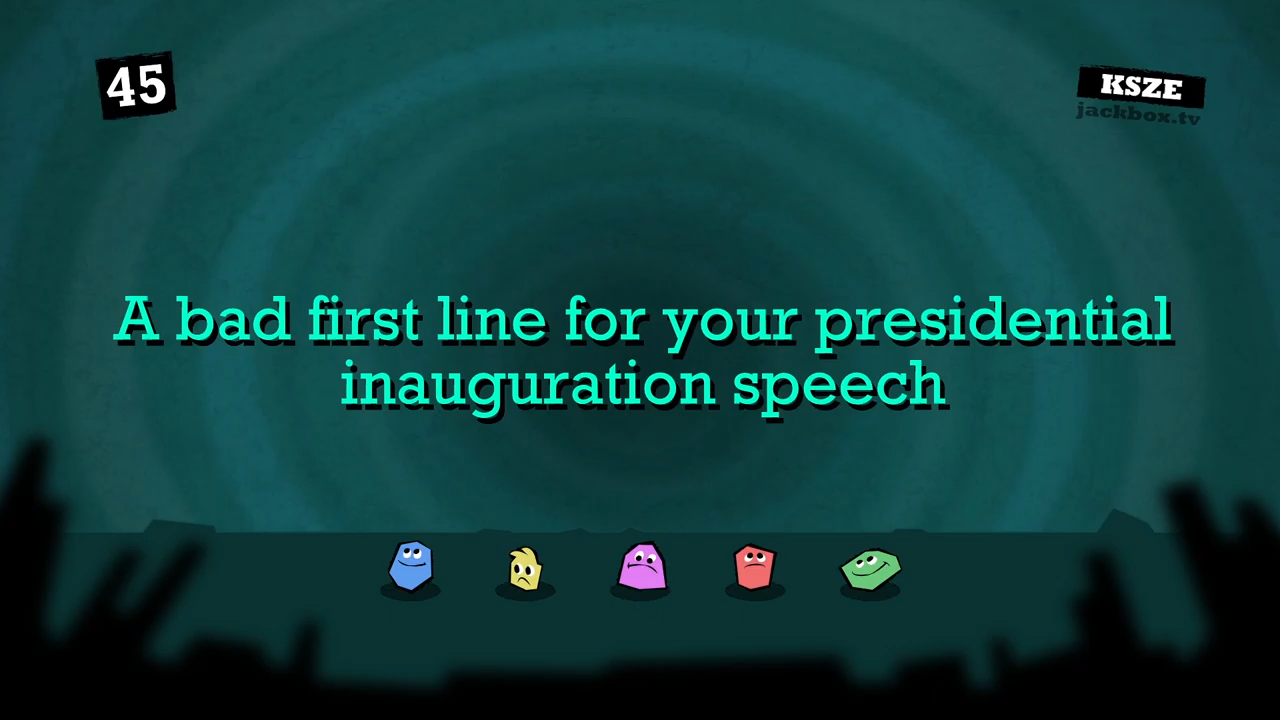 45
KSZE
jackbox.tv
A bad first line for your presidential
inauguration speech